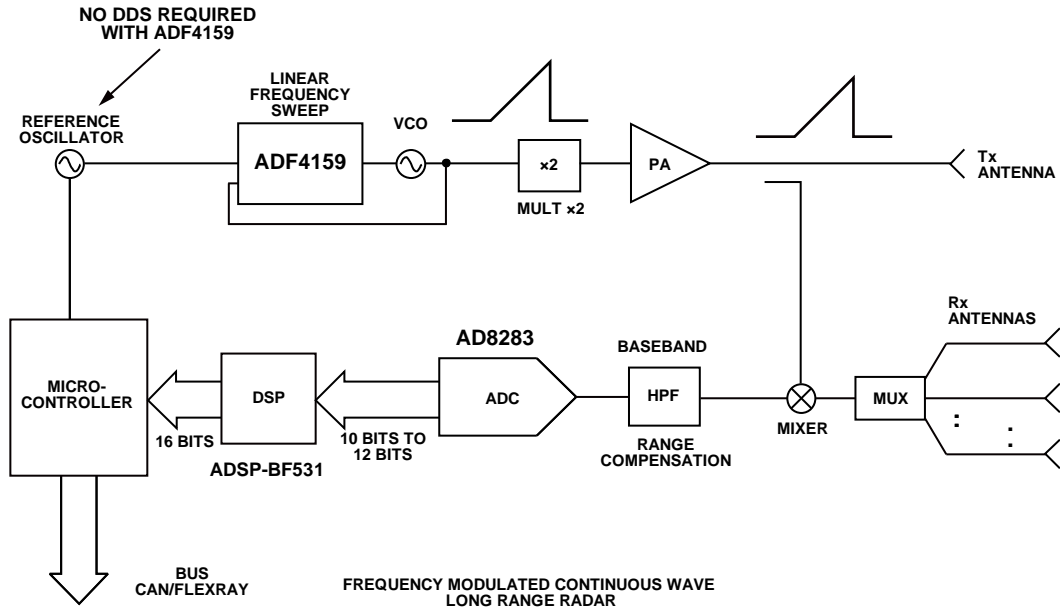 NO DDS REQUIRED
WITH ADF4159
LINEAR
FREQUENCY
SWEEP
REFERENCE
OSCILLATOR
VCO
ADF4159
×2
PA
MULT ×2
Tx
ANTENNA
Rx
ANTENNAS
AD8283
BASEBAND
MICRO-
CONTROLLER
DSP
ADC
HPF
MUX
MIXER
16 BITS
10 BITS TO
12 BITS
RANGE
COMPENSATION
ADSP-BF531
BUS
CAN/FLEXRAY
FREQUENCY MODULATED CONTINUOUS WAVE
LONG RANGE RADAR